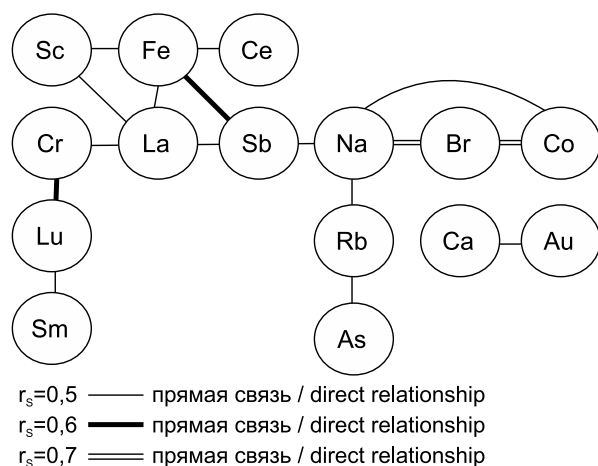 Sc Fe Ce
Cr La Sb Na Br Co
Lu Rb Ca Au
Sm As
rs=0,5 прямая связь / direct relationship
rs=0,6 прямая связь / direct relationship
rs=0,7 прямая связь / direct relationship